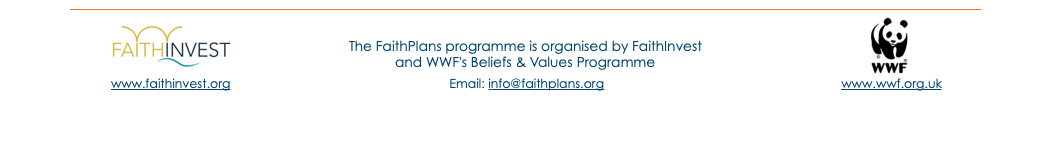 FAITHINVEST
www.faithinvest.org
The FaithPlans programme is organised by FaithInvest
and WWF's Beliefs & Values Programme
Email: info@faithplans.org
WWF
www.wwf.org.uk